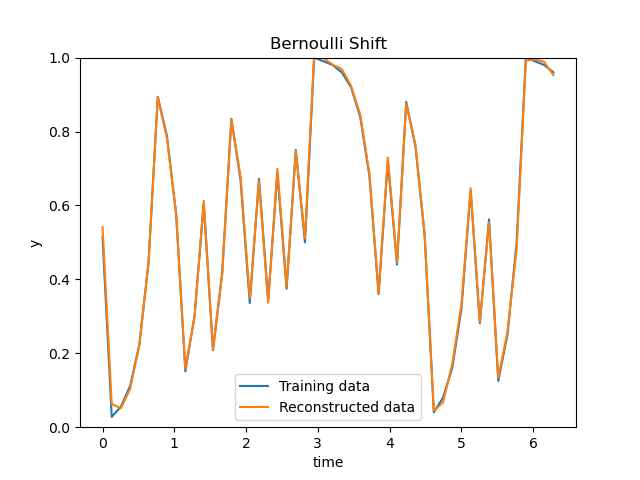 Bernoulli Shift
1.0
0.8
0.6
0.4
0.2
0.0
y
Training data
Reconstructed data
0 1 2 3 4 5 6
time